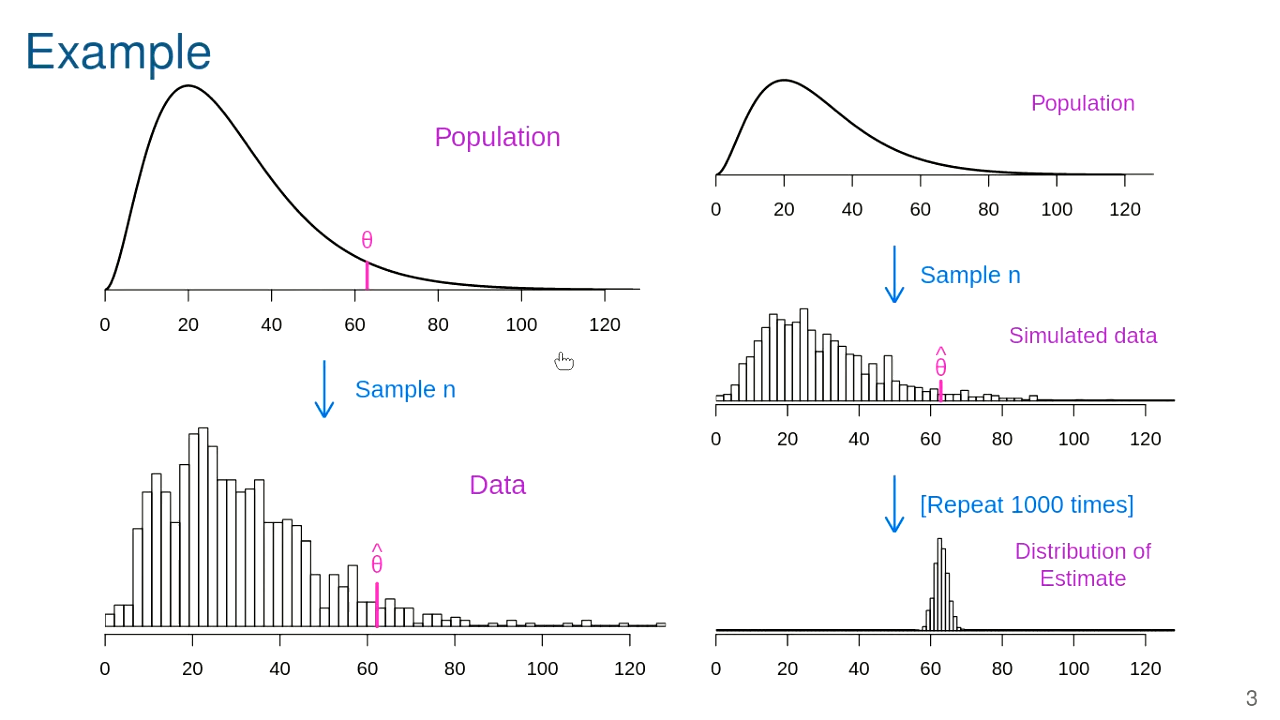 Example
Population
θ
0 20 40 60 80 100 120
Sample n
Data
^
θ
0 20 40 60 80 100 120
Population
0 20 40 60 80 100 120
Sample n
Simulated data
^
θ
0 20 40 60 80 100 120
[Repeat 1000 times]
Distribution of
Estimate
0 20 40 60 80 100 120
3